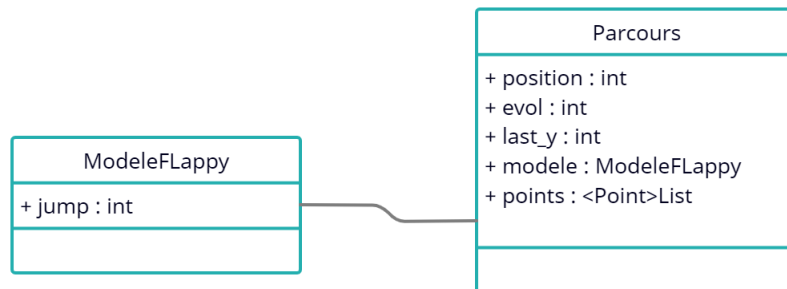 Parcours
+ position : int
+ evol : int
+ last_y : int
+ modele : ModeleFLappy
+ points : <Point>List
ModeleFLappy
+ jump : int